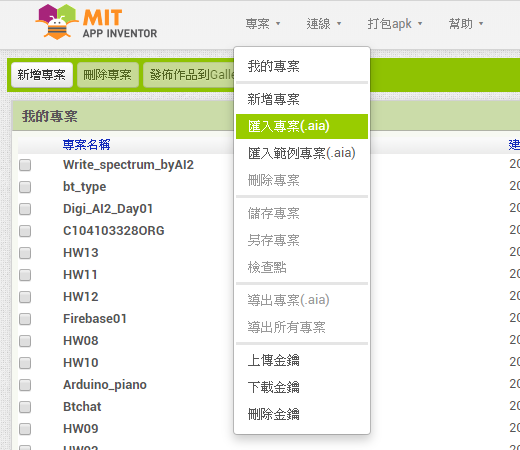 MIT
APP INVENTOR
專案 連線 打包apk 幫助
新增專案 刪除專案 發佈作品到Galle
我的專案
專案名稱
Write_spectrum_byAI2
bt_type
Digi_AI2_Day01
C104103328ORG
HW13
HW11
HW12
Firebase01
HW08
HW10
Arduino_piano
Btchat
HW09
我的專案
新增專案
匯入專案(.aia)
匯入範例專案(.aia)
刪除專案
儲存專案
另存專案
檢查點
導出專案(.aia)
導出所有專案
上傳金鑰
下載金鑰
刪除金鑰
建
20
20
20
20
20
20
20
20
20
20
20
20
20